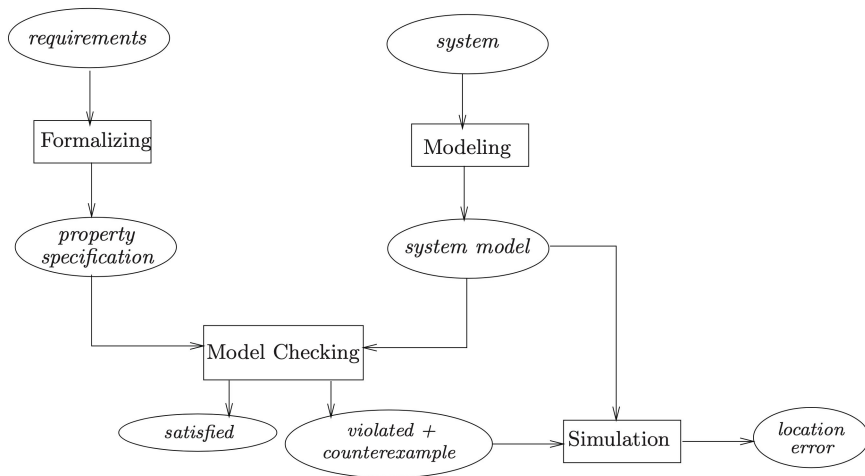 requirements
system
Formalizing
Modeling
property
specification
system model
Model Checking
satisfied
violated +
counterexample
Simulation
location
error